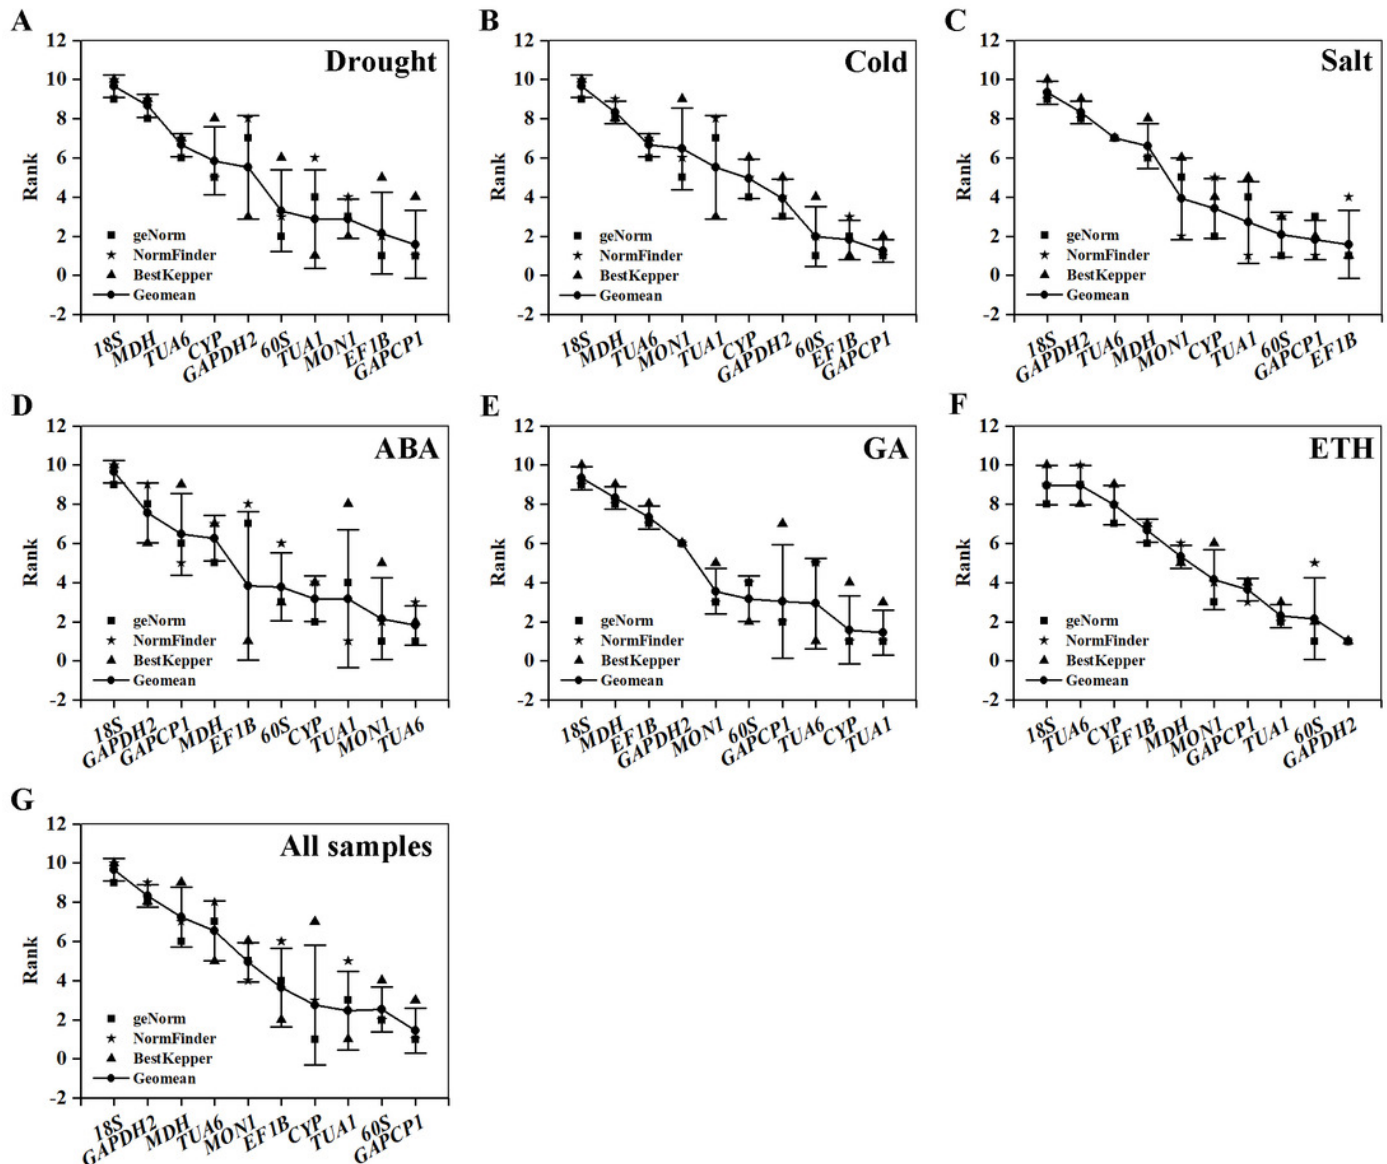 A
Drought
12
10
8
6
4
2
0
-2
Rank
geNorm
NormFinder
BestKepper
Geomean
18S
MDH
TUA6
CYP
GAPDH2
60S
TUA1
MON1
EF1B
GAPCP1
B
Cold
12
10
8
6
4
2
0
-2
Rank
geNorm
NormFinder
BestKepper
Geomean
18S
MDH
TUA6
MON1
TUA1
CYP
GAPDH2
60S
EF1B
GAPCP1
C
Salt
12
10
8
6
4
2
0
-2
Rank
geNorm
NormFinder
BestKepper
Geomean
18S
GAPDH2
TUA6
MDH
MON1
CYP
TUA1
60S
GAPCP1
EF1B
D
ABA
12
10
8
6
4
2
0
-2
Rank
geNorm
NormFinder
BestKepper
Geomean
18S
GAPDH2
GAPCP1
MDH
EF1B
60S
CYP
TUA1
MON1
TUA6
E
GA
12
10
8
6
4
2
0
-2
Rank
geNorm
NormFinder
BestKepper
Geomean
18S
MDH
EF1B
GAPDH2
MON1
60S
GAPCP1
TUA6
CYP
TUA1
F
ETH
12
10
8
6
4
2
0
-2
Rank
geNorm
NormFinder
BestKepper
Geomean
18S
TUA6
CYP
EF1B
MDH
MON1
GAPCP1
TUA1
60S
GAPDH2
G
All samples
12
10
8
6
4
2
0
-2
Rank
geNorm
NormFinder
BestKepper
Geomean
18S
GAPDH2
MDH
TUA6
MON1
EF1B
CYP
TUA1
60S
GAPCP1